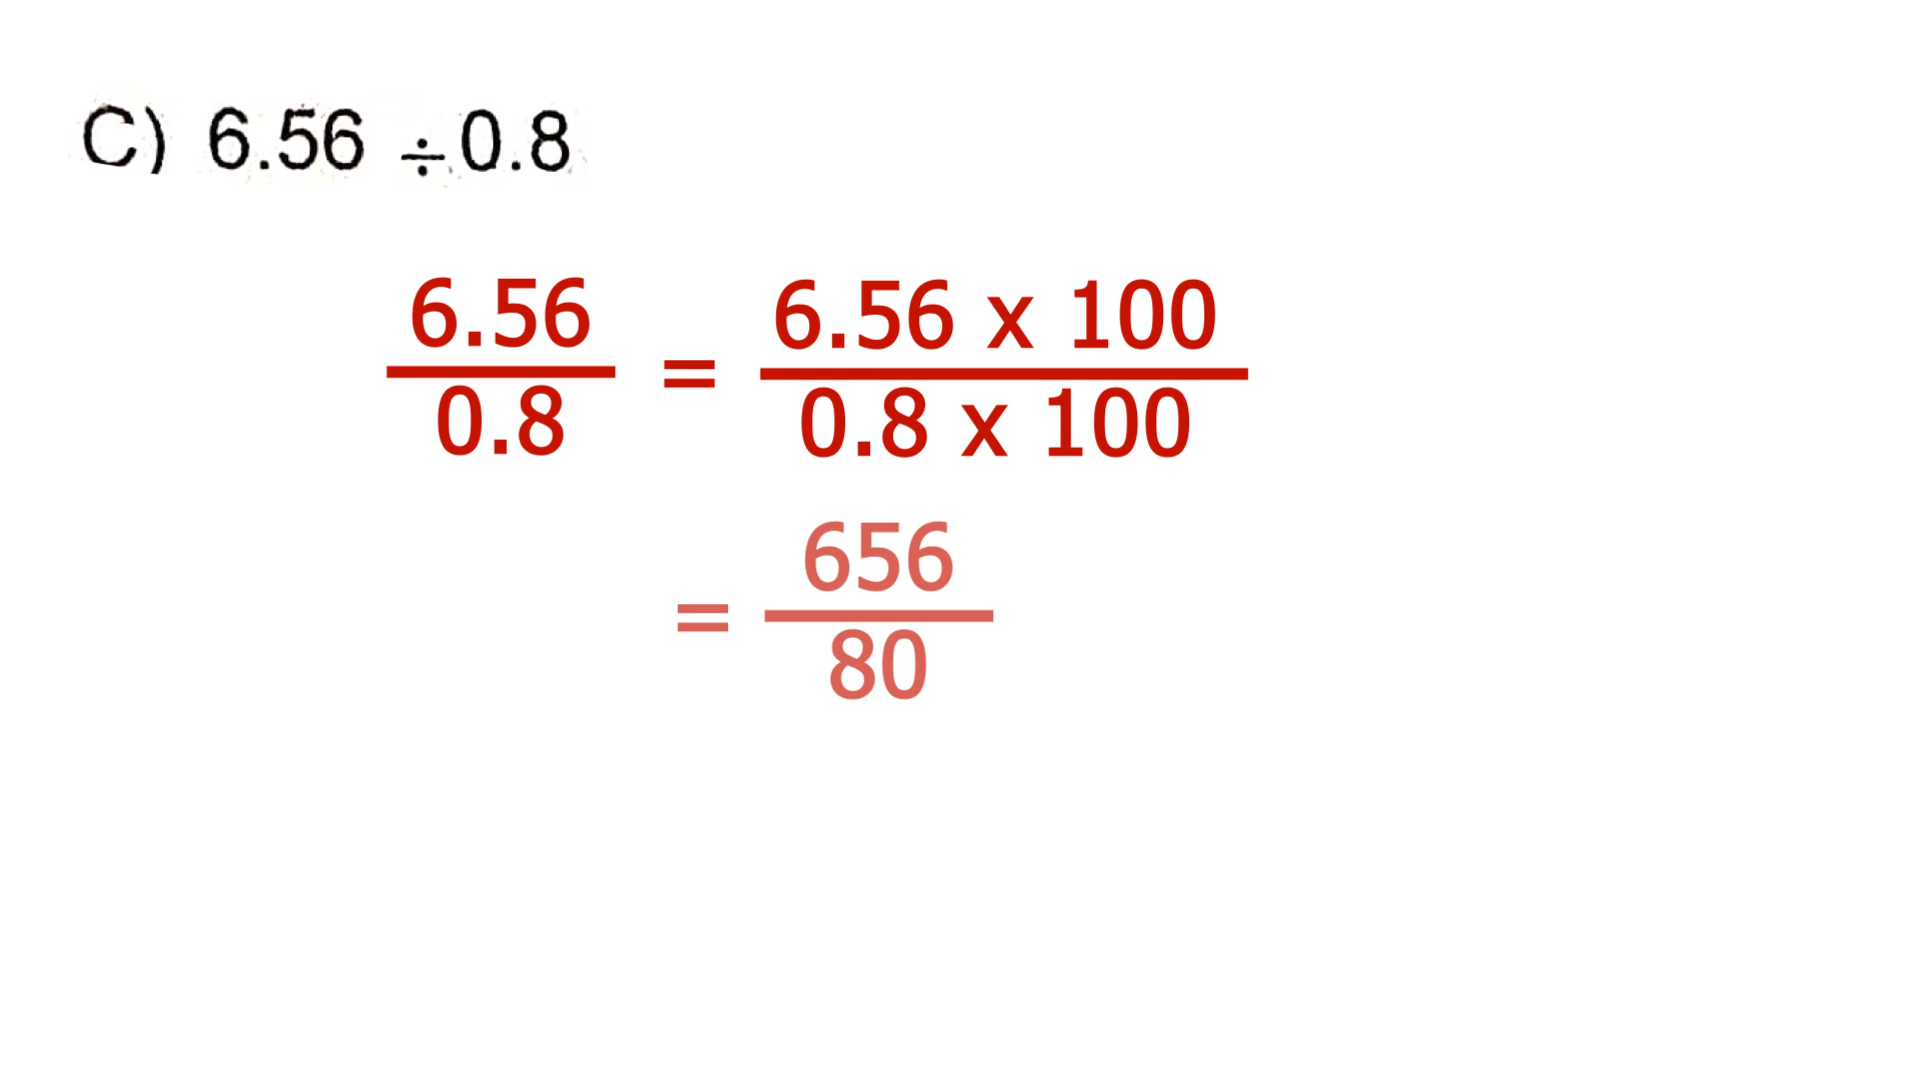 C) 6.56 ÷ 0.8
6.56 = 6.56 x 100
0.8 0.8 x 100
= 656
80